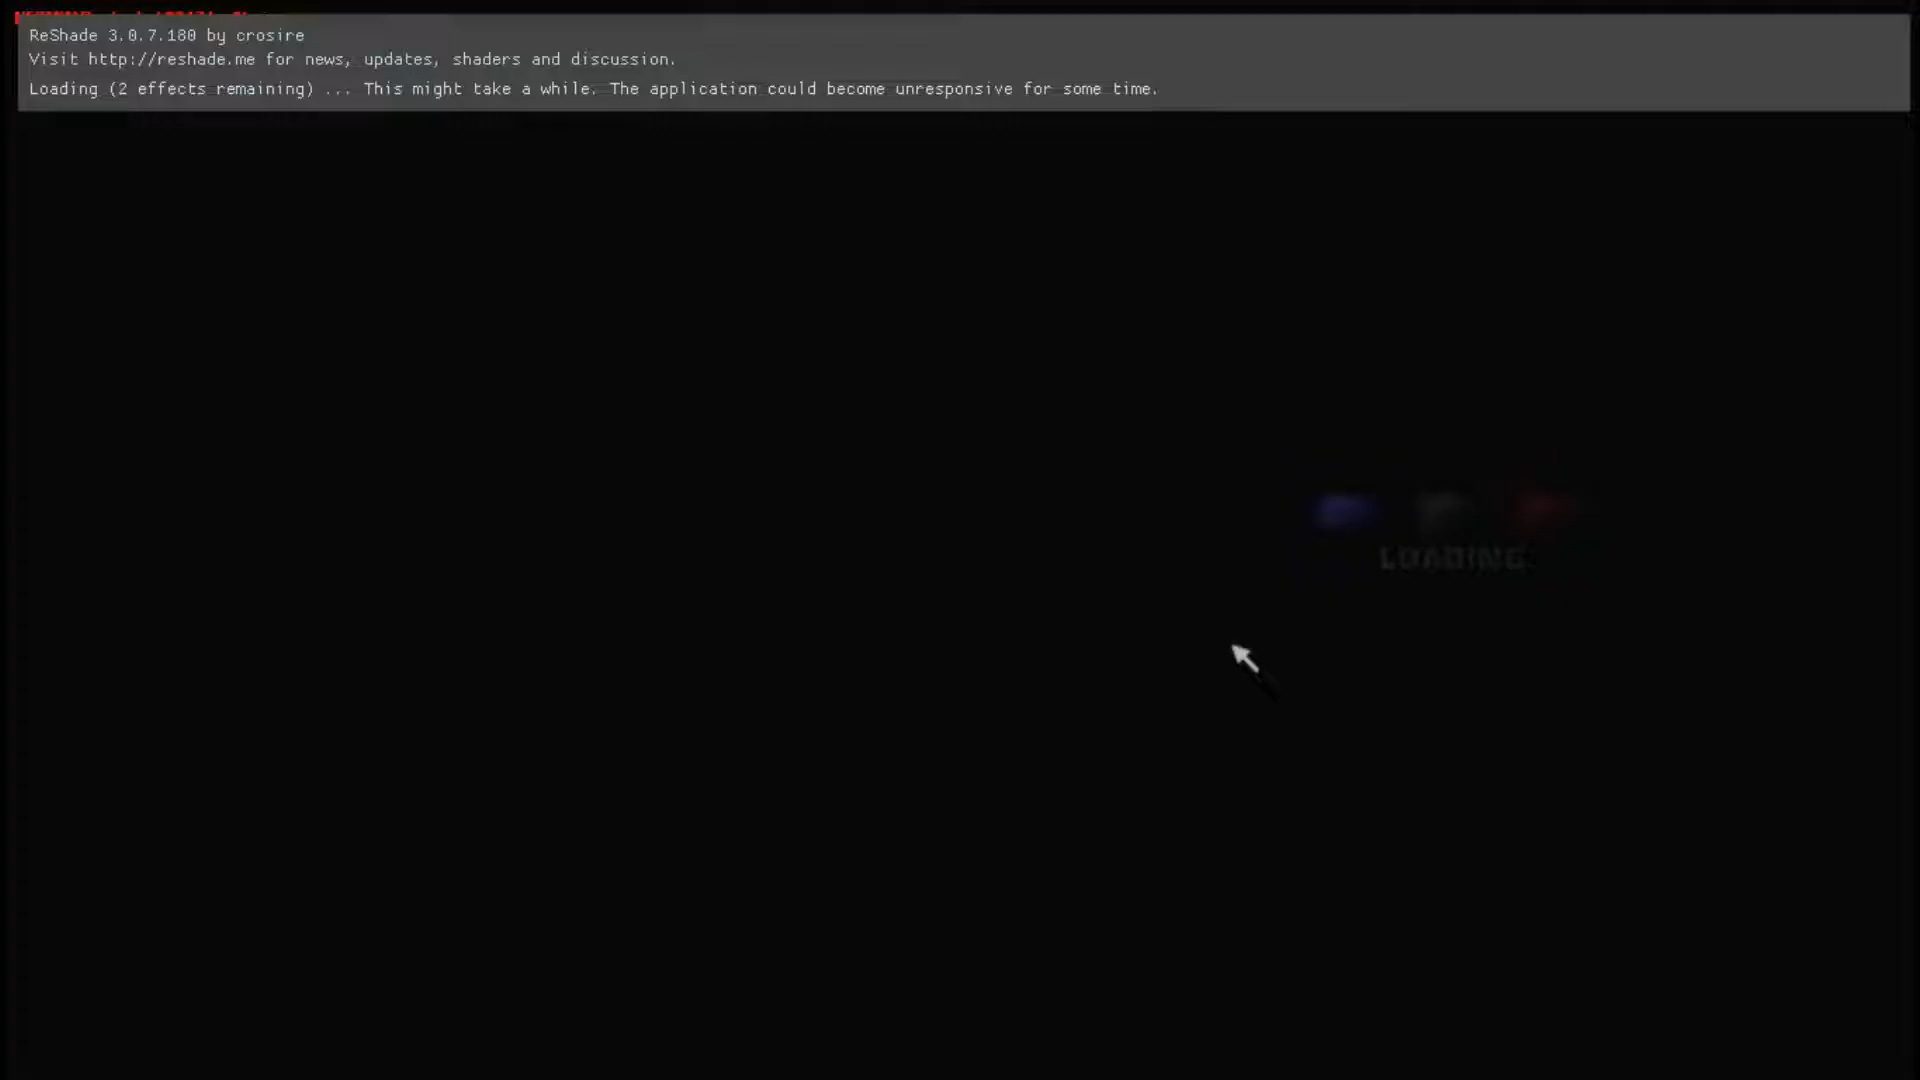 ReShade 3.0.7.180 by crosire
Visit http://reshade.me for news, updates, shaders and discussion.
Loading (2 effects remaining) ... This might take a while. The application could become unresponsive for some time.
LOADING